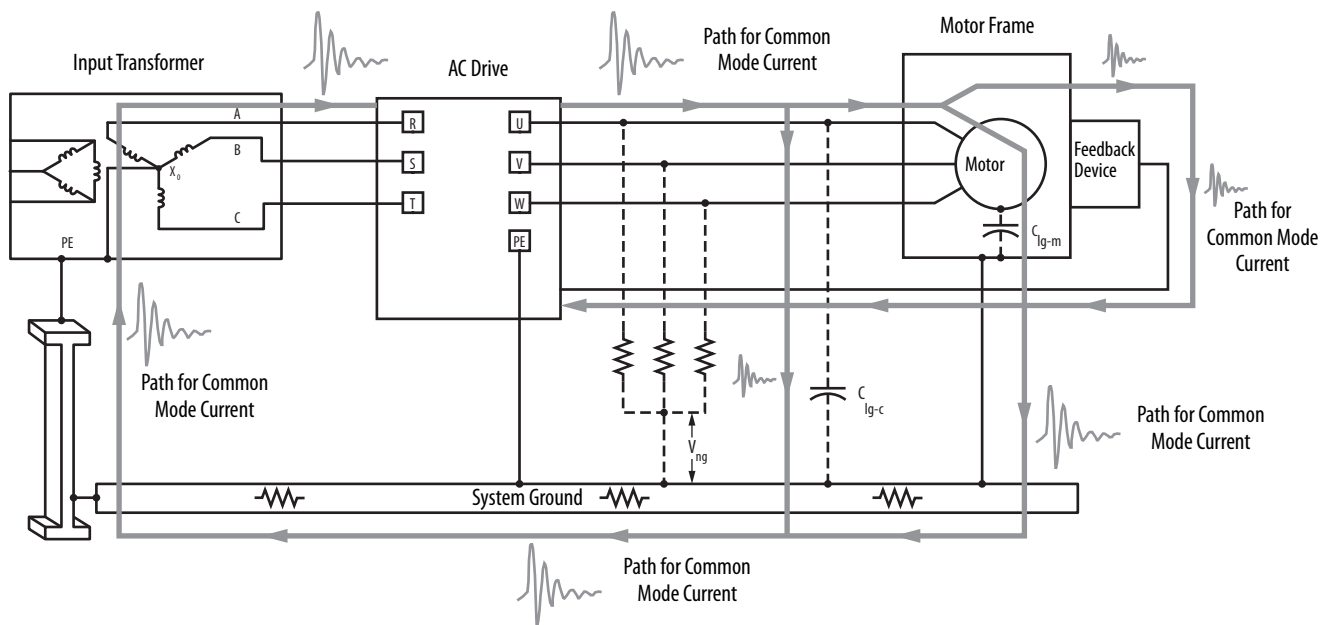 Motor Frame
Path for Common
Mode Current
Input Transformer
AC Drive
A
R
U
B
S
V
Motor
Feedback
Device
X₀
C
T
W
PE
PE
C lg-m
Path for
Common Mode
Current
Path for Common
Mode Current
C lg-c
Path for Common
Mode Current
V ng
System Ground
Path for Common
Mode Current